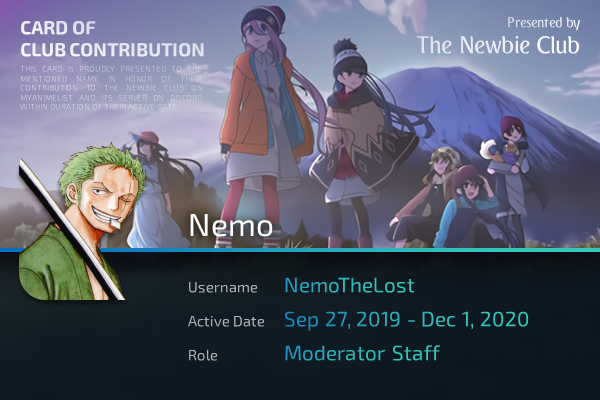 CARD OF
CLUB CONTRIBUTION
THIS CARD IS PROUDLY PRESENTED TO THE
MENTIONED NAME IN HONOR OF THEIR
CONTRIBUTION TO THE NEWBIE CLUB ON
MYANIMELIST AND ITS SERVER ON DISCORD
WITHIN DURATION OF THEIR ACTIVE DATE
Presented by
The Newbie Club
Nemo
Username NemoTheLost
Active Date Sep 27, 2019 - Dec 1, 2020
Role Moderator Staff